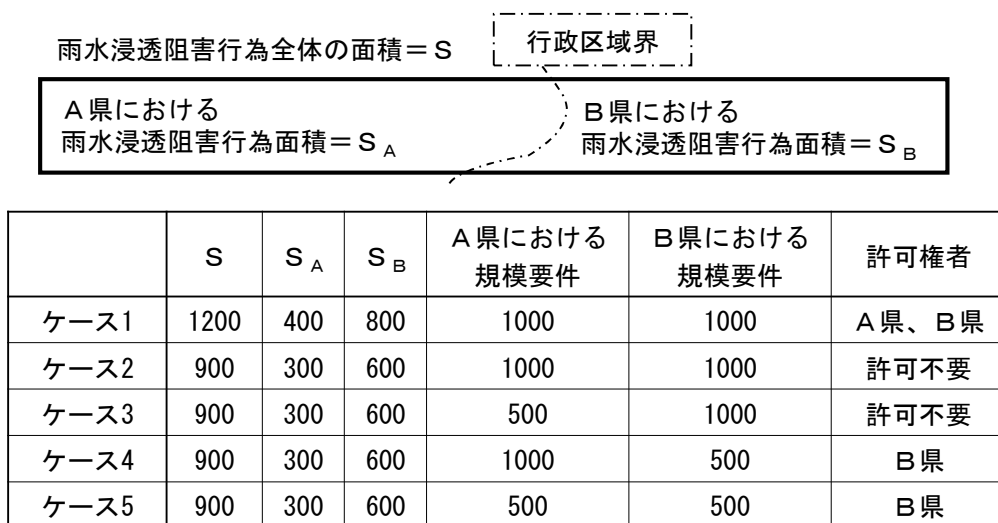 雨水浸透阻害行為全体の面積＝Ｓ
行政区域界
Ａ県における
雨水浸透阻害行為面積＝ＳＡ
Ｂ県における
雨水浸透阻害行為面積＝ＳＢ
Ｓ ＳＡ ＳＢ Ａ県における規模要件 Ｂ県における規模要件 許可権者
ケース1 1200 400 800 1000 1000 Ａ県、Ｂ県
ケース2 900 300 600 1000 1000 許可不要
ケース3 900 300 600 500 1000 許可不要
ケース4 900 300 600 1000 500 Ｂ県
ケース5 900 300 600 500 500 Ｂ県